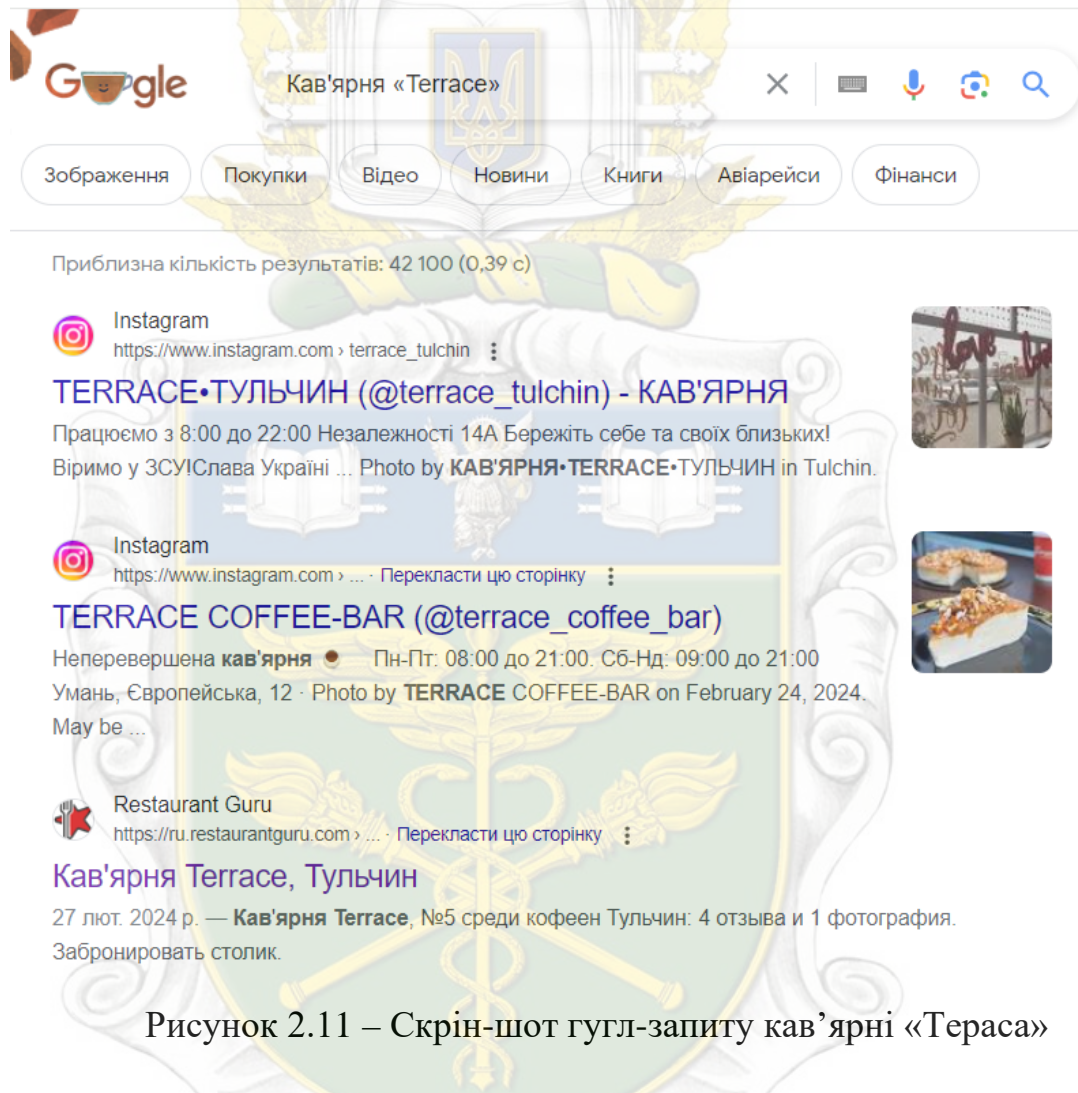 Google
Кав'ярня «Terrace»
Зображення Покупки Відео Новини Книги Авіарейси Фінанси
Приблизна кількість результатів: 42 100 (0,39 с)
Instagram
https://www.instagram.com › terrace_tulchin
TERRACE•ТУЛЬЧИН (@terrace_tulchin) - КАВ'ЯРНЯ
Працюємо з 8:00 до 22:00 Незалежності 14А Бережіть себе та своїх близьких!
Віримо у ЗСУ!Слава Україні ... Photo by КАВ'ЯРНЯ•TERRACE•ТУЛЬЧИН in Tulchin.
Instagram
https://www.instagram.com › ... · Перекласти цю сторінку
TERRACE COFFEE-BAR (@terrace_coffee_bar)
Неперевершена кав'ярня Пн-Пт: 08:00 до 21:00. Сб-Нд: 09:00 до 21:00
Умань, Європейська, 12 · Photo by TERRACE COFFEE-BAR on February 24, 2024.
May be ...
Restaurant Guru
https://ru.restaurantguru.com › ... · Перекласти цю сторінку
Кав'ярня Terrace, Тульчин
27 лют. 2024 р. — Кав'ярня Terrace, №5 среди кофеен Тульчин: 4 отзыва и 1 фотография.
Забронировать столик.
Рисунок 2.11 – Скрін-шот гугл-запиту кав’ярні «Тераса»